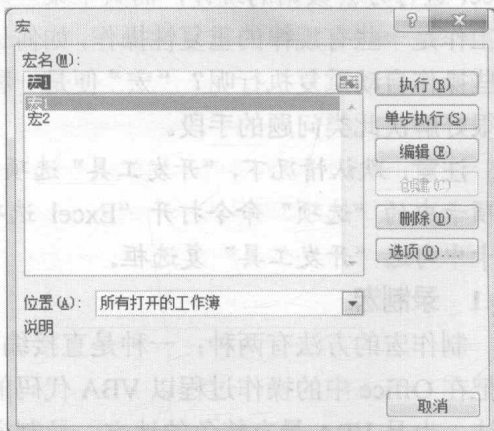 宏
宏名(M):
宏1
宏1
宏2
执行(R)
单步执行(S)
编辑(E)
创建(C)
删除(D)
选项(O)...
位置(A): 所有打开的工作簿
说明
取消